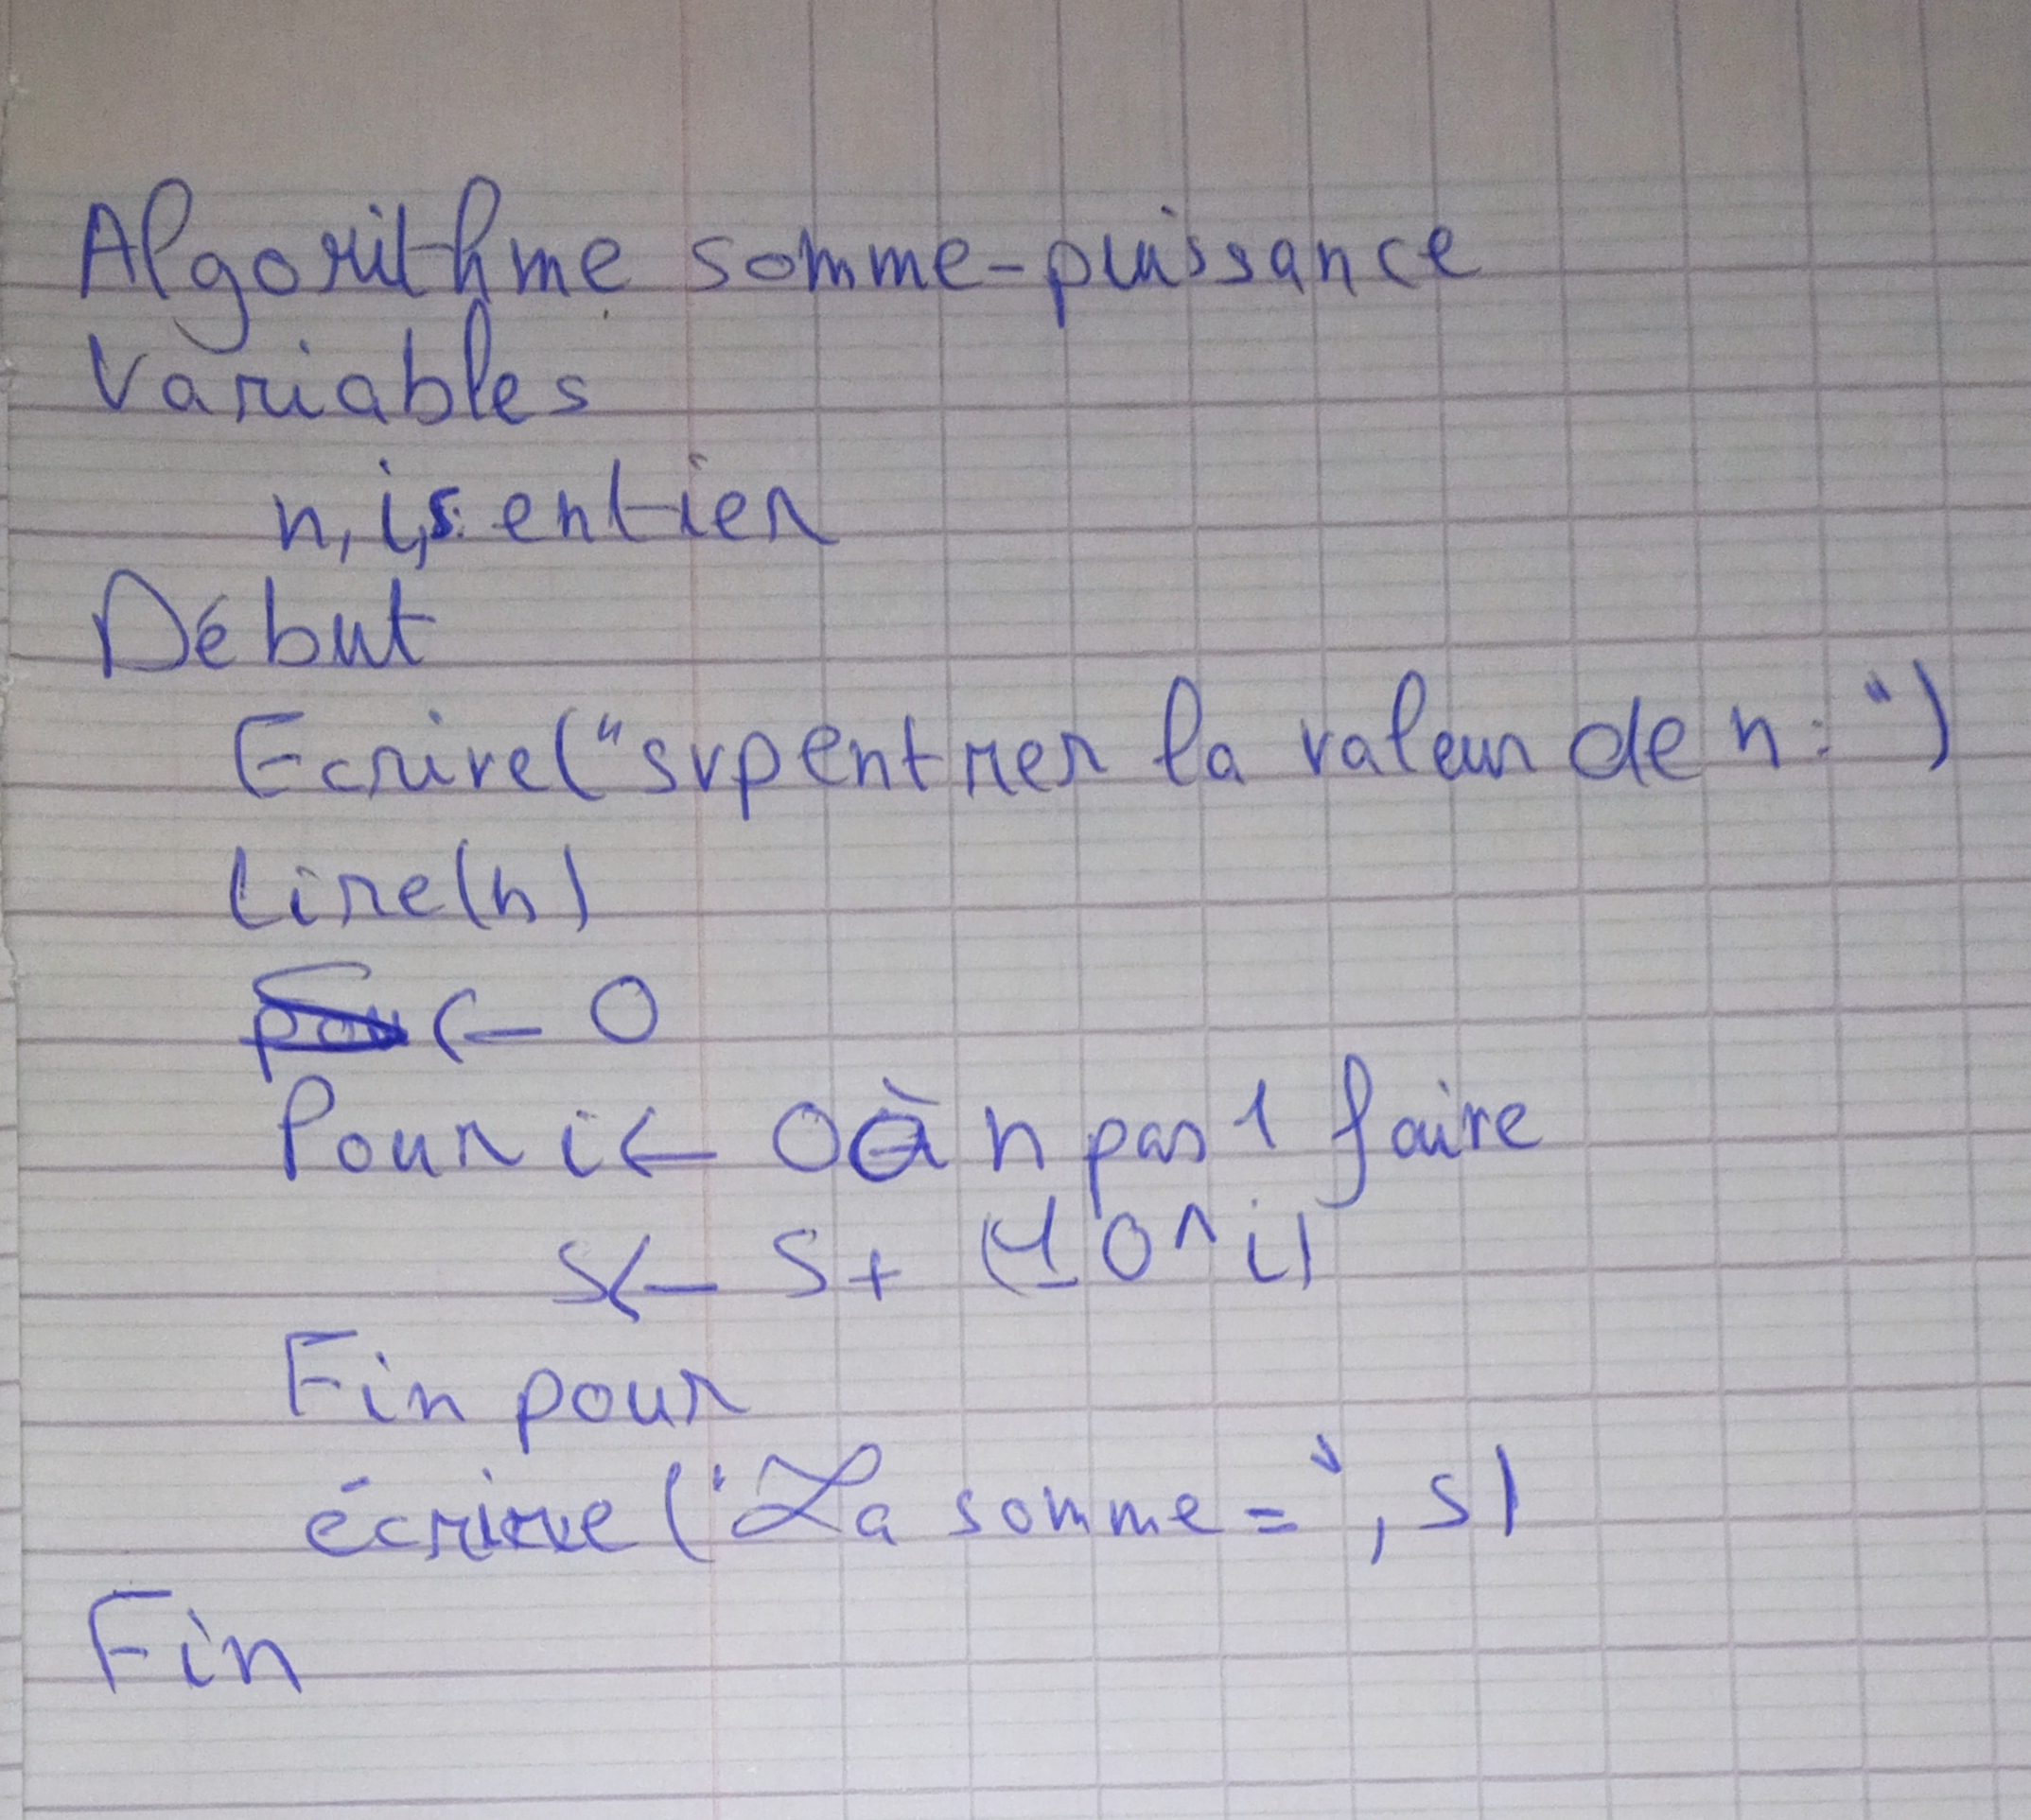 Algorithme somme-puissance
Variables
n,i,s: entier
Début
Ecrire("svp entrer la valeur de n: ")
Lire(n)
<- 0
Pour i <- 0 à n pas 1 faire
s <- s + (10^i)
Fin pour
écrire("La somme=", s)
Fin